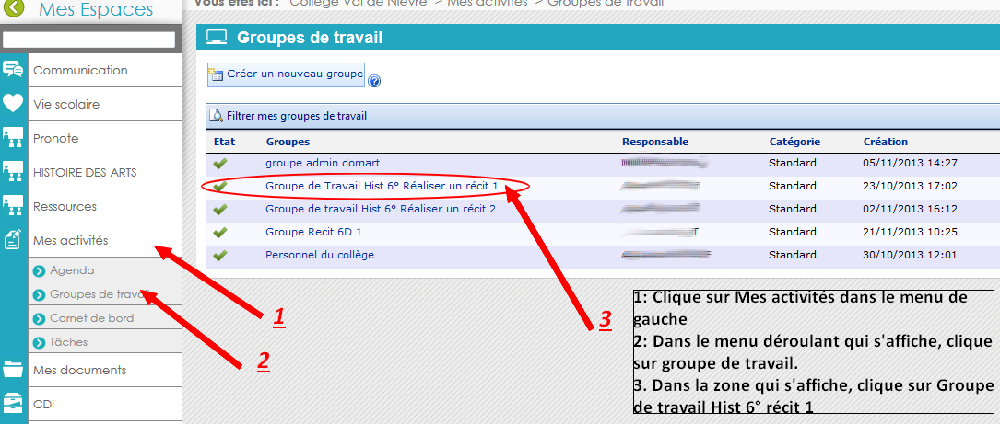 Mes Espaces
Vous êtes ici : Collège Val de Nièvre > Mes activités > Groupes de travail
Groupes de travail
Créer un nouveau groupe
Communication
Vie scolaire
Pronote
HISTOIRE DES ARTS
Ressources
Mes activités
Agenda
Groupes de travail
Carnet de bord
Tâches
Mes documents
CDI
Filtrer mes groupes de travail
Etat Groupes Responsable Catégorie Création
groupe admin domart Standard 05/11/2013 14:27
Groupe de Travail Hist 6° Réaliser un récit 1 Standard 23/10/2013 17:02
Groupe de travail Hist 6° Réaliser un récit 2 Standard 02/11/2013 16:12
Groupe Recit 6D 1 Standard 21/11/2013 10:25
Personnel du collège Standard 30/10/2013 12:01
1
2
3
1: Clique sur Mes activités dans le menu de
gauche
2: Dans le menu déroulant qui s'affiche, clique
sur groupe de travail.
3. Dans la zone qui s'affiche, clique sur Groupe
de travail Hist 6° récit 1